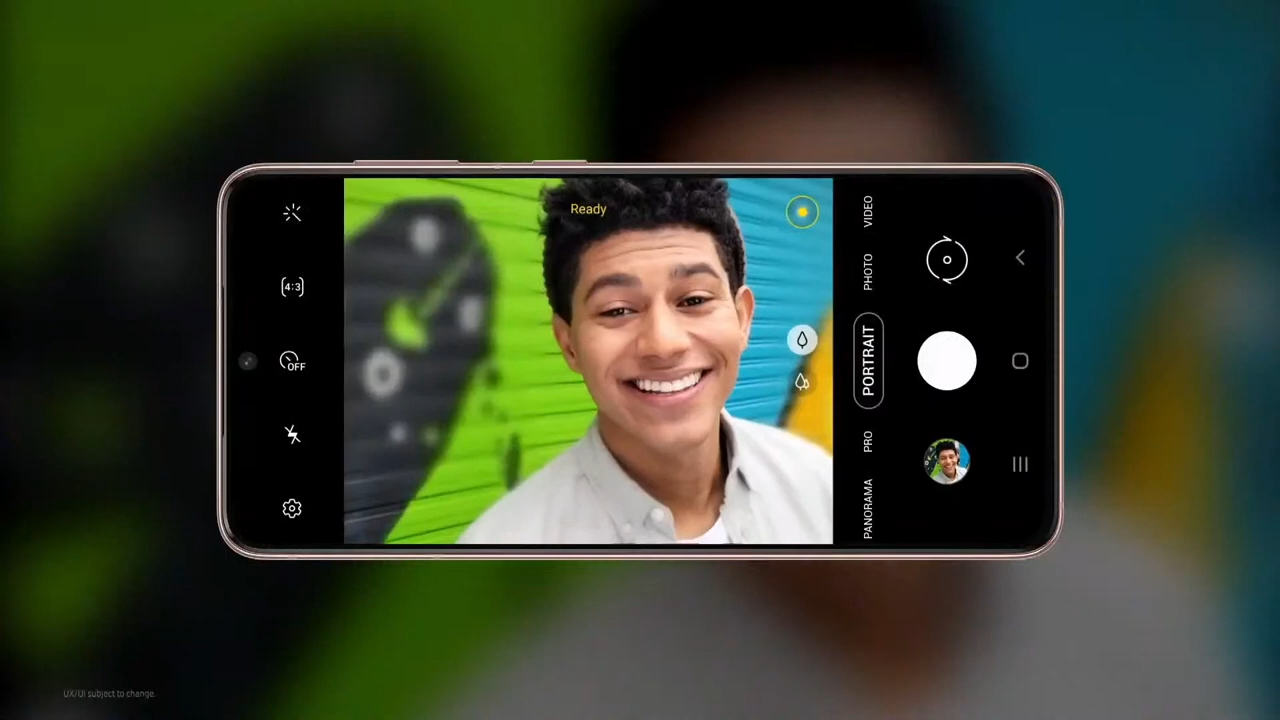 4:3
OFF
Ready
VIDEO
PHOTO
PORTRAIT
PRO
PANORAMA
UX/UI subject to change.